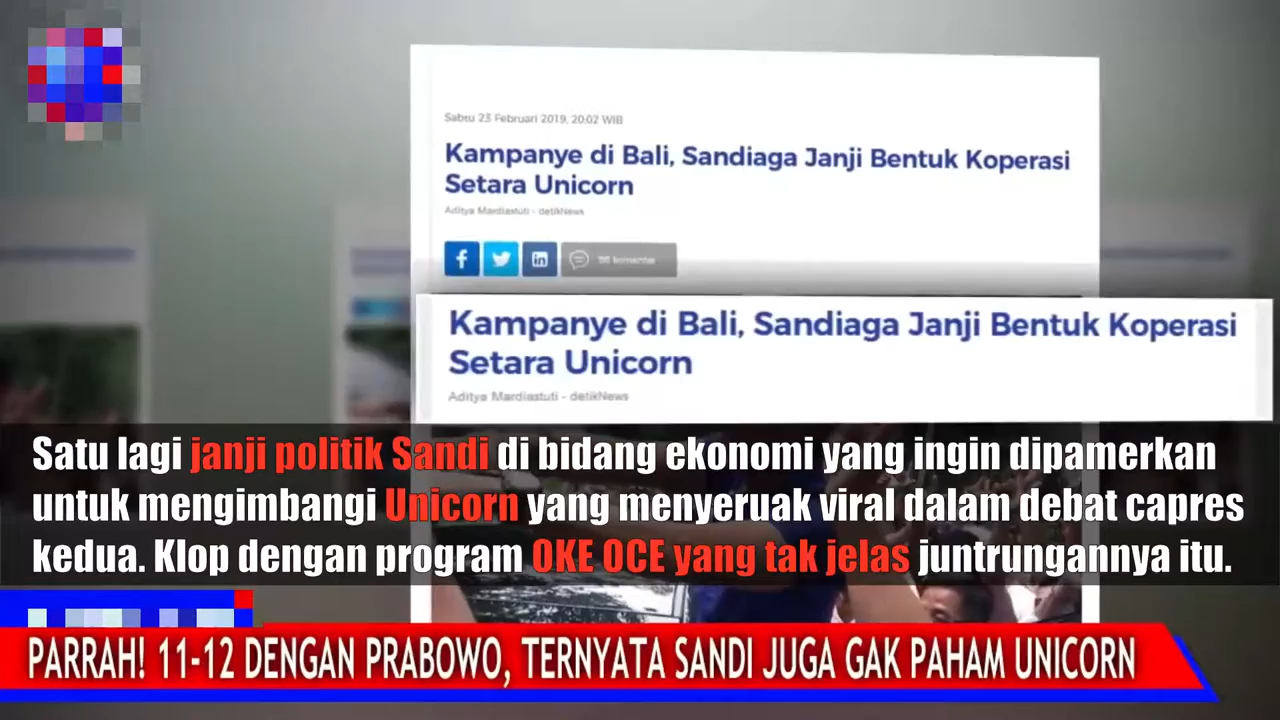 Sabtu 23 Februari 2019, 20:02 WIB
Kampanye di Bali, Sandiaga Janji Bentuk Koperasi
Setara Unicorn
Aditya Mardiastuti - detikNews
komentar
Kampanye di Bali, Sandiaga Janji Bentuk Koperasi
Setara Unicorn
Aditya Mardiastuti - detikNews
Satu lagi janji politik Sandi di bidang ekonomi yang ingin dipamerkan
untuk mengimbangi Unicorn yang menyeruak viral dalam debat capres
kedua. Klop dengan program OKE OCE yang tak jelas juntrungannya itu.
PARRAH! 11-12 DENGAN PRABOWO, TERNYATA SANDI JUGA GAK PAHAM UNICORN